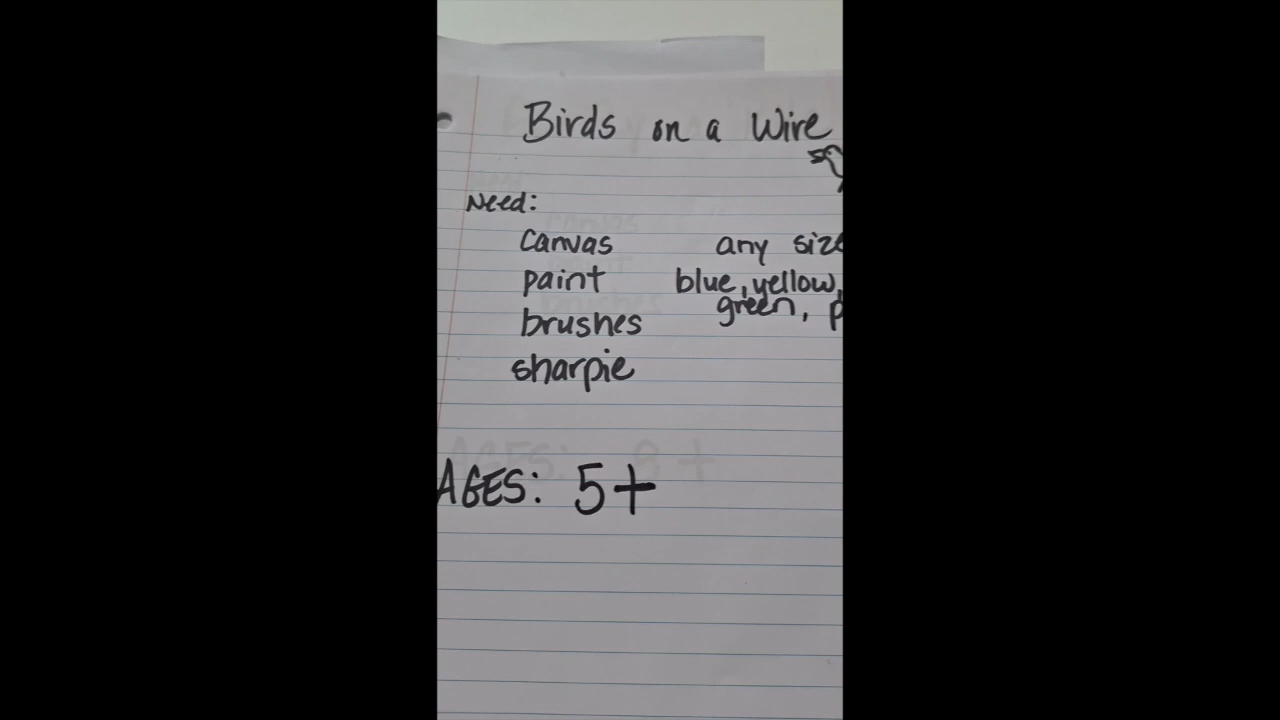 Birds on a Wire
Need:
canvas any size
paint blue, yellow,
green,
brushes
sharpie
AGES: 5+